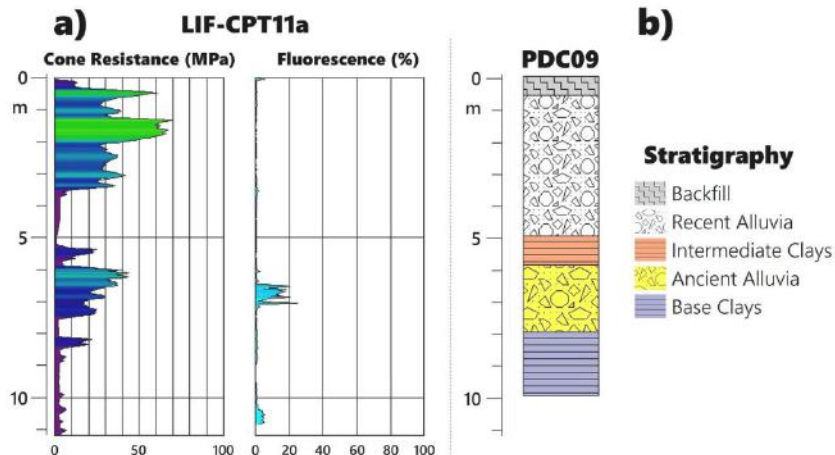 a) LIF-CPT11a b)
Cone Resistance (MPa) Fluorescence (%) PDC09
0 0
m m
Stratigraphy
Backfill
Recent Alluvia
5 5
Intermediate Clays
Ancient Alluvia
Base Clays
10 10
0 50 100 0 20 40 60 80 100